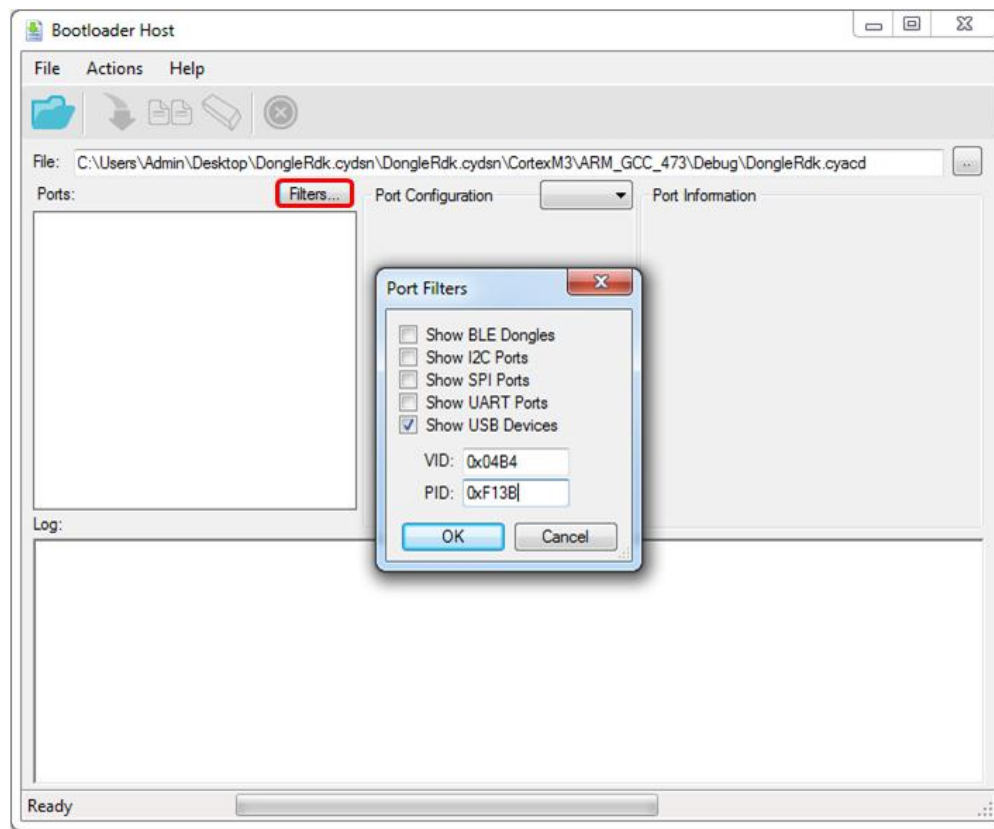 Bootloader Host
File Actions Help
File: C:\Users\Admin\Desktop\DongleRdk.cydsn\DongleRdk.cydsn\CortexM3\ARM_GCC_473\Debug\DongleRdk.cyacd ..
Ports: Filters... Port Configuration Port Information
Port Filters
Show BLE Dongles
Show I2C Ports
Show SPI Ports
Show UART Ports
Show USB Devices
VID: 0x04B4
PID: 0xF13B
OK Cancel
Log:
Ready